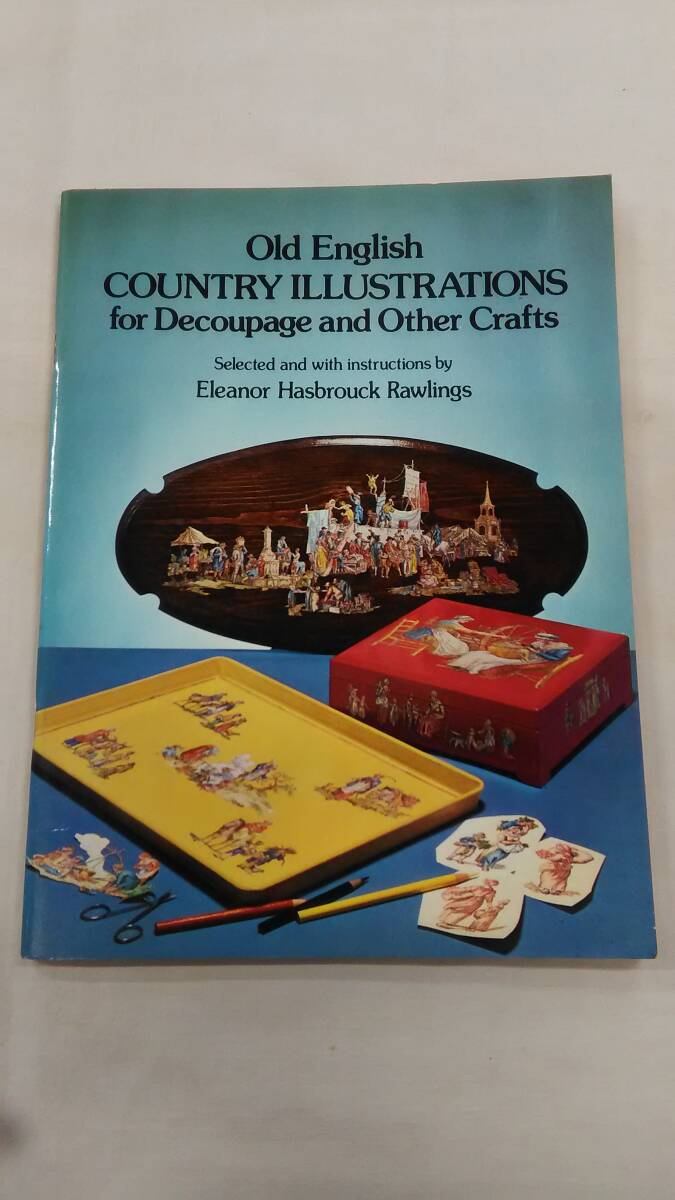 Old English
COUNTRY ILLUSTRATIONS
for Decoupage and Other Crafts
Selected and with instructions by
Eleanor Hasbrouck Rawlings